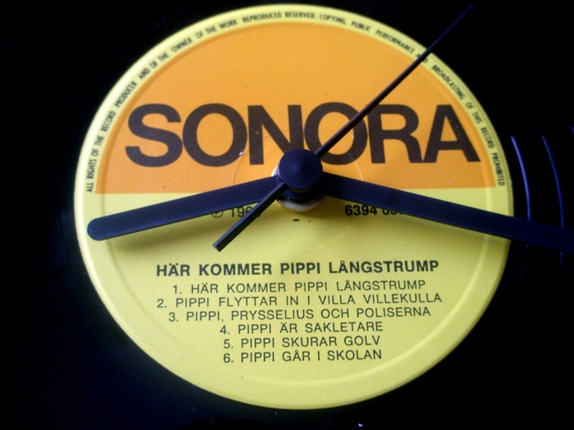 ALL RIGHTS OF THE RECORD PRODUCER AND OF THE OWNER OF THE WORK REPRODUCED RESERVED. COPYING, PUBLIC PERFORMANCE AND BROADCASTING OF THIS RECORD PROHIBITED
SONORA
6394
HÄR KOMMER PIPPI LÅNGSTRUMP
1. HÄR KOMMER PIPPI LÅNGSTRUMP
2. PIPPI FLYTTAR IN I VILLA VILLEKULLA
3. PIPPI, PRYSSELIUS OCH POLISERNA
4. PIPPI ÄR SAKLETARE
5. PIPPI SKURAR GOLV
6. PIPPI GÅR I SKOLAN